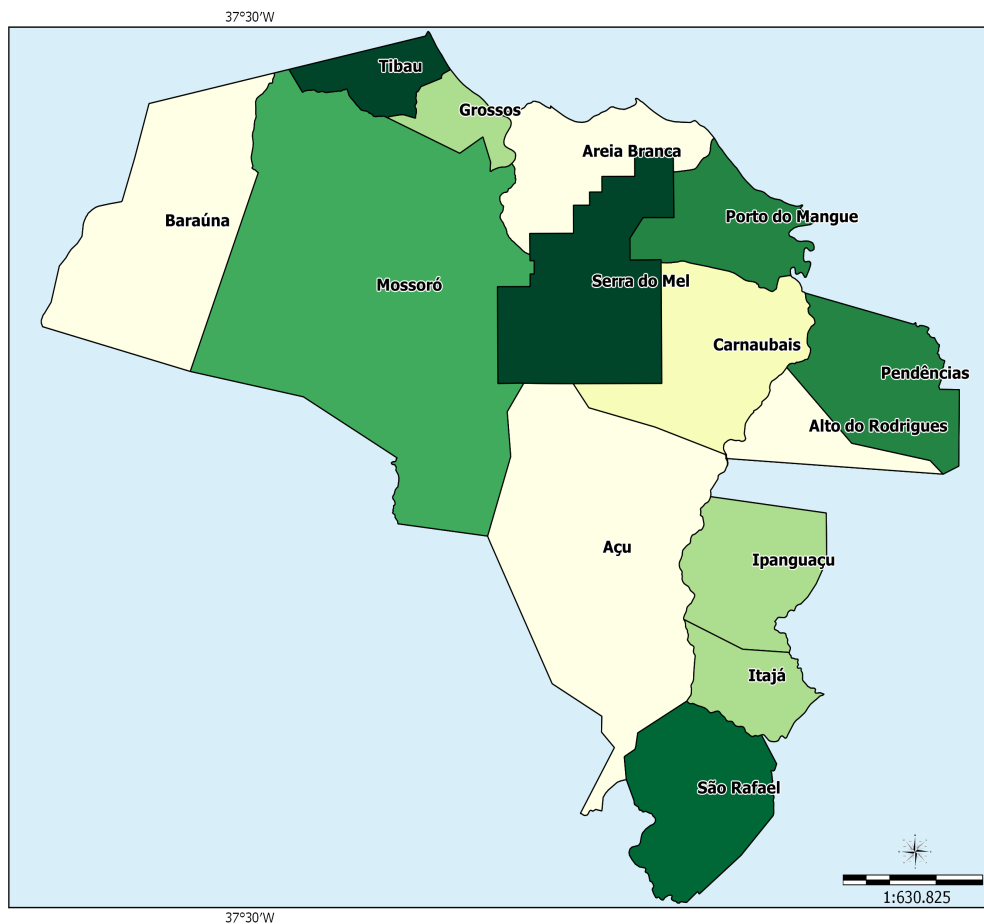 37°30'W
Tibau
Grossos
Areia Branca
Baraúna
Porto do Mangue
Mossoró
Serra do Mel
Carnaubais
Pendências
Alto do Rodrigues
Açu
Ipanguaçu
Itajá
São Rafael
1:630.825
37°30'W